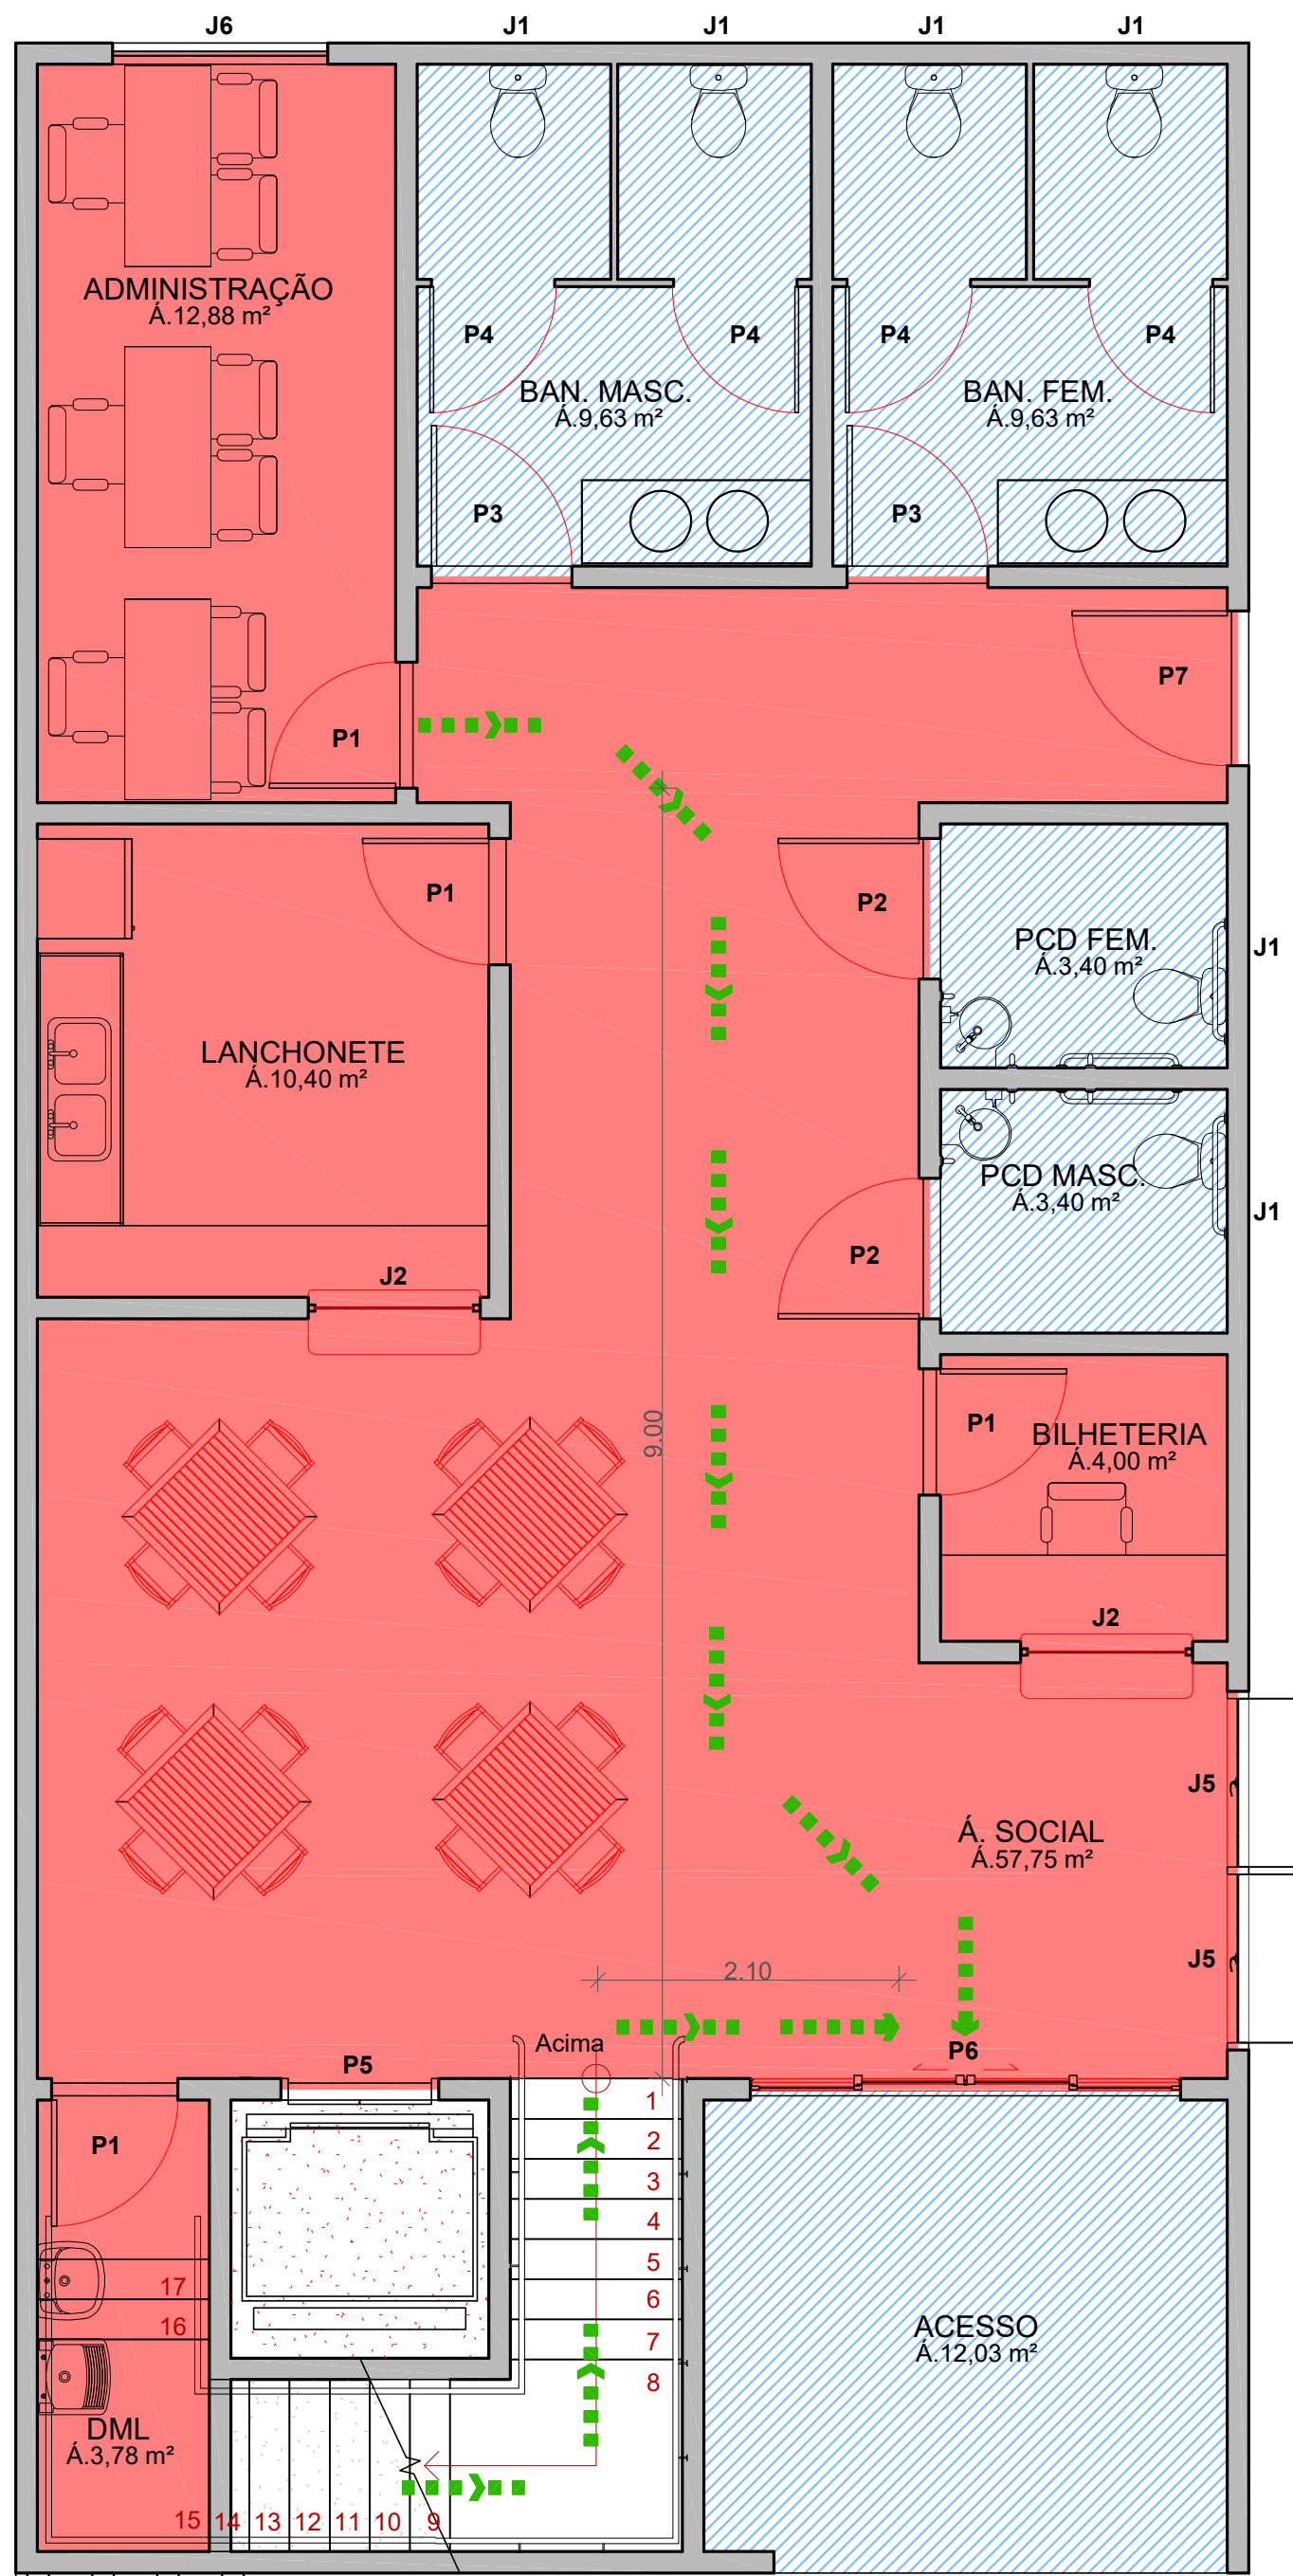 J6
J1
J1
J1
J1
ADMINISTRAÇÃO
Á.12,88 m²
P4
P4
P4
P4
BAN. MASC.
Á.9,63 m²
BAN. FEM.
Á.9,63 m²
P3
P3
P7
P1
P1
P2
PCD FEM.
Á.3,40 m²
J1
LANCHONETE
Á.10,40 m²
PCD MASC.
Á.3,40 m²
J1
P2
J2
9.00
P1
BILHETERIA
Á.4,00 m²
J2
J5
Á. SOCIAL
Á.57,75 m²
J5
2.10
Acima
P6
P5
1
2
3
4
5
6
7
8
P1
17
16
ACESSO
Á.12,03 m²
DML
Á.3,78 m²
15 14 13 12 11 10 9